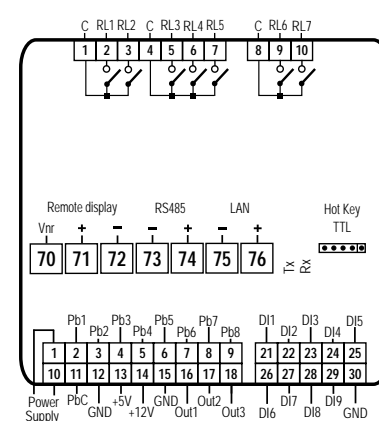 C RL1 RL2 C RL3 RL4 RL5 C RL6 RL7
1 2 3 4 5 6 7 8 9 10
Remote display RS485 LAN Hot Key
TTL
Vnr + − − + − +
70 71 72 73 74 75 76 Tx Rx
Pb1 Pb3 Pb5 Pb7 DI1 DI3 DI5
Pb2 Pb4 Pb6 Pb8 DI2 DI4
1 2 3 4 5 6 7 8 9 21 22 23 24 25
10 11 12 13 14 15 16 17 18 26 27 28 29 30
Power PbC +5V GND Out2 DI7 DI9
Supply GND +12V Out1 Out3 DI6 DI8 GND